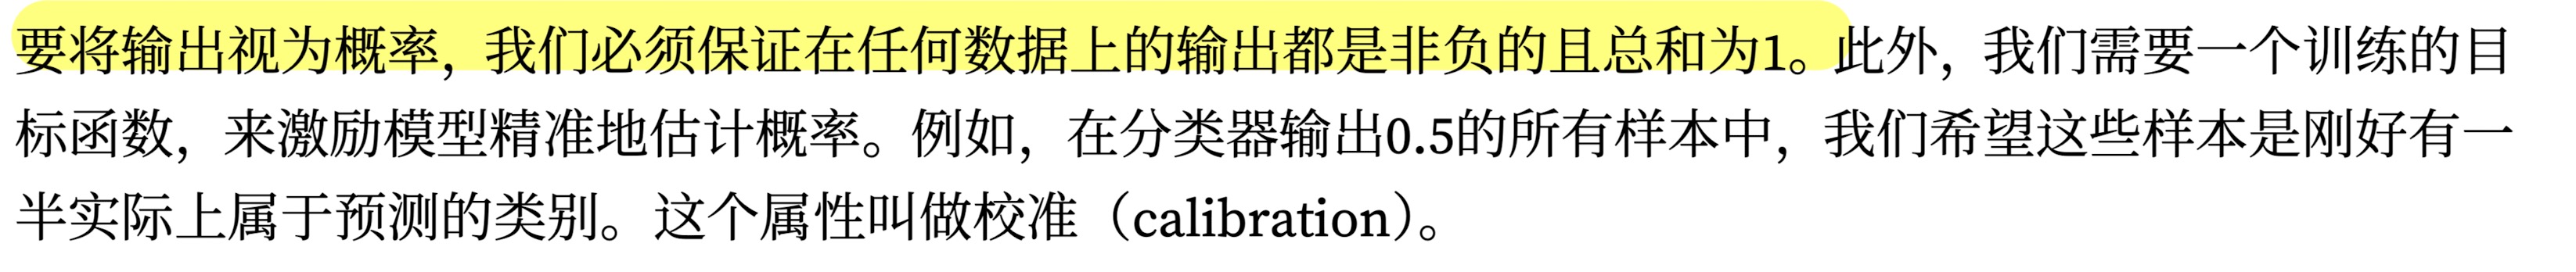 要将输出视为概率，我们必须保证在任何数据上的输出都是非负的且总和为1。此外，我们需要一个训练的目
标函数，来激励模型精准地估计概率。例如，在分类器输出0.5的所有样本中，我们希望这些样本是刚好有一
半实际上属于预测的类别。这个属性叫做校准（calibration）。